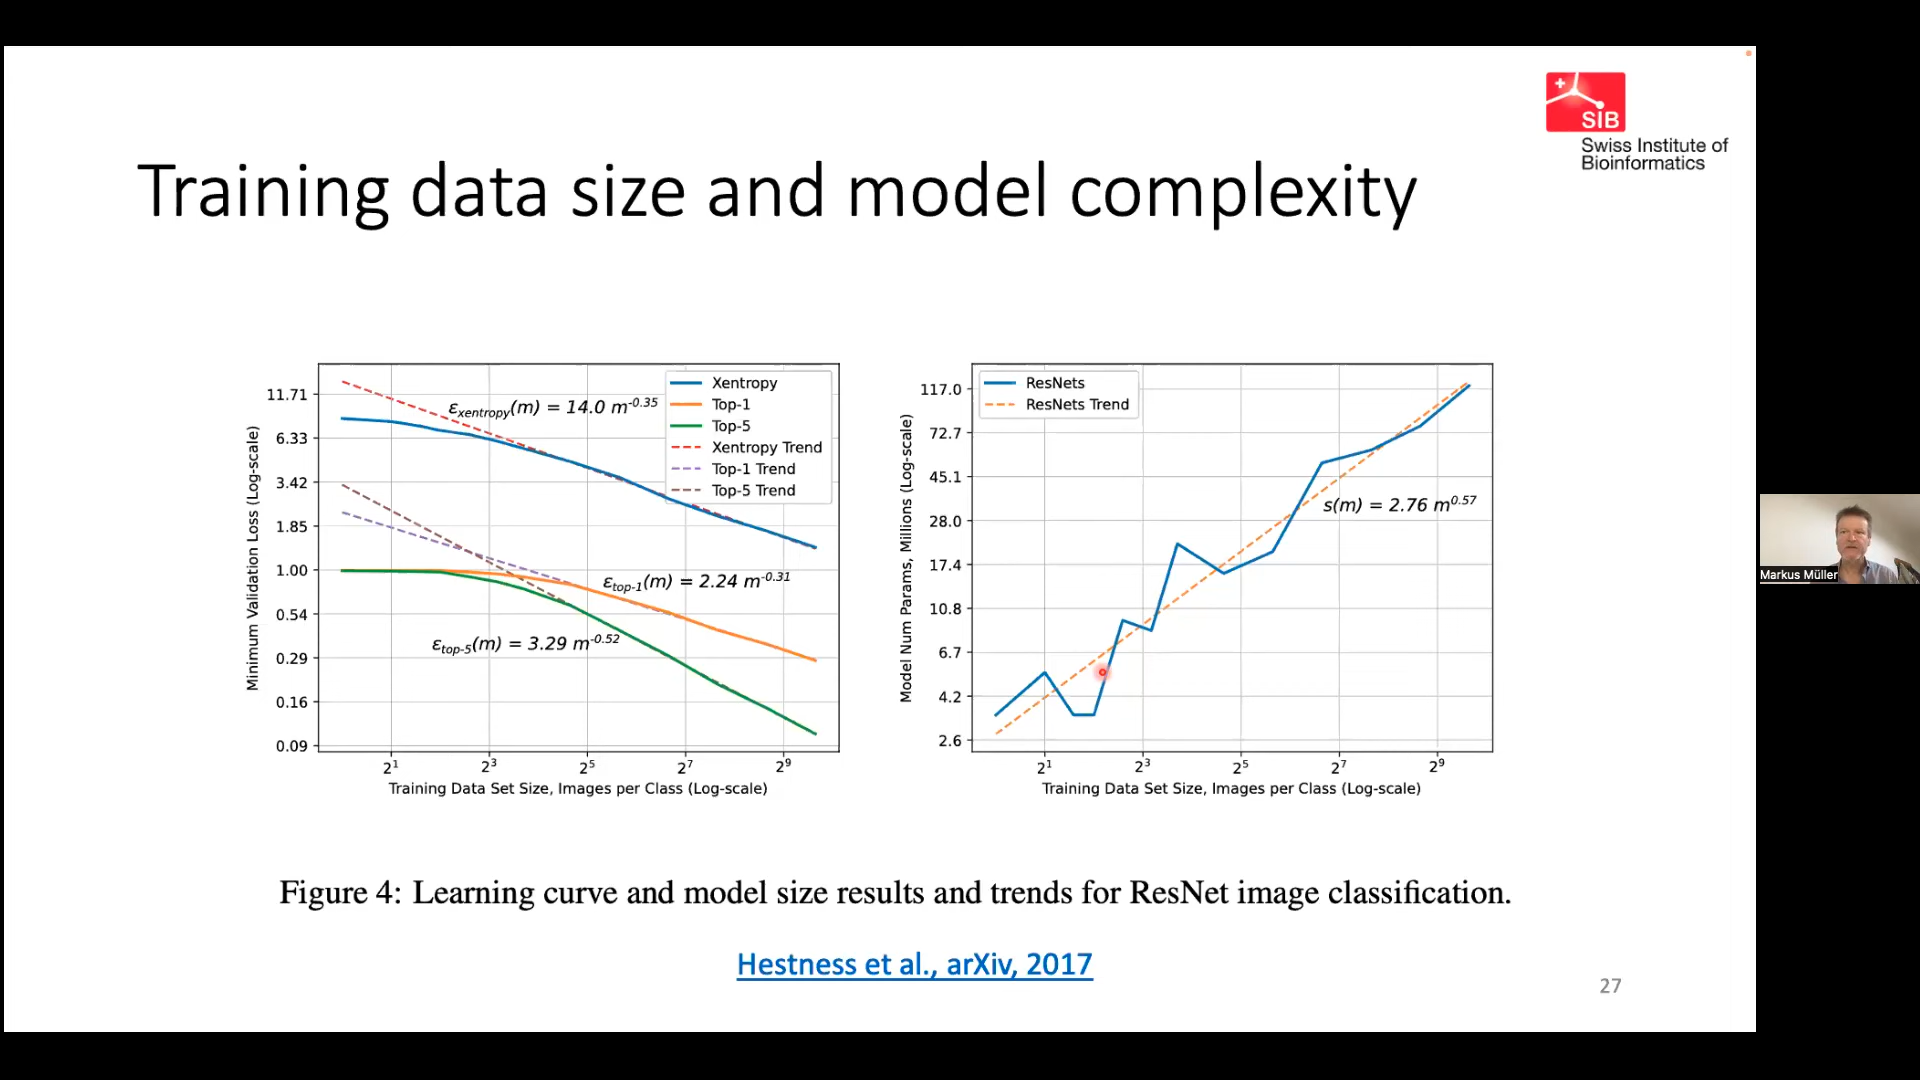 SIB
Swiss Institute of
Bioinformatics
Training data size and model complexity
11.71
6.33
3.42
1.85
1.00
0.54
0.29
0.16
0.09
Minimum Validation Loss (Log-scale)
Xentropy
Top-1
Top-5
Xentropy Trend
Top-1 Trend
Top-5 Trend
ε_xentropy(m) = 14.0 m^-0.35
ε_top-1(m) = 2.24 m^-0.31
ε_top-5(m) = 3.29 m^-0.52
2^1 2^3 2^5 2^7 2^9
Training Data Set Size, Images per Class (Log-scale)
117.0
72.7
45.1
28.0
17.4
10.8
6.7
4.2
2.6
Model Num Params, Millions (Log-scale)
ResNets
ResNets Trend
s(m) = 2.76 m^0.57
2^1 2^3 2^5 2^7 2^9
Training Data Set Size, Images per Class (Log-scale)
Markus Müller
Figure 4: Learning curve and model size results and trends for ResNet image classification.
Hestness et al., arXiv, 2017
27